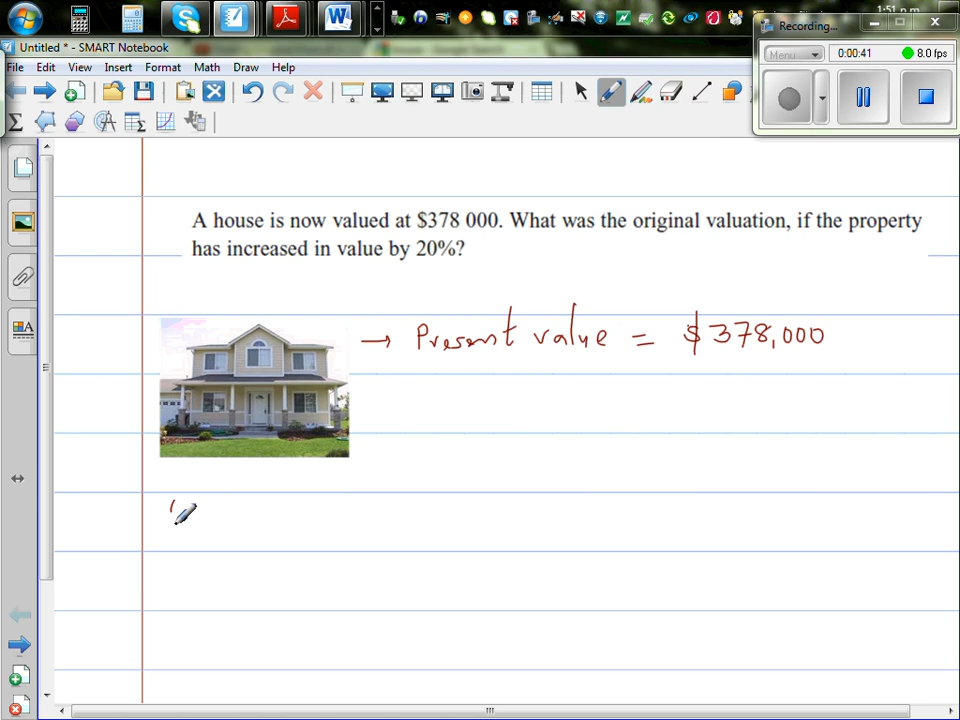 1:51 p.m.
Recording...
Untitled * - SMART Notebook
Menu
0:00:41
8.0 fps
File Edit View Insert Format Math Draw Help
A house is now valued at $378 000. What was the original valuation, if the property
has increased in value by 20%?
→ Present value = $378,000